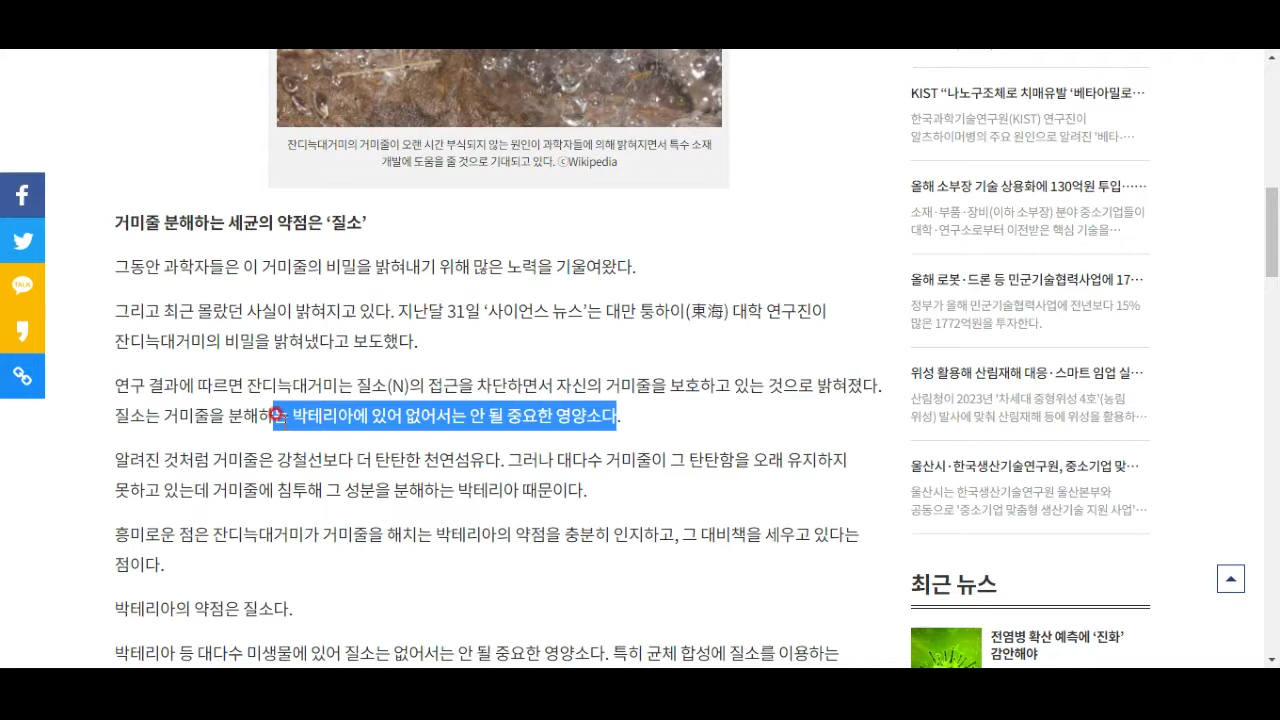 잔디늑대거미의 거미줄이 오랜 시간 부식되지 않는 원인이 과학자들에 의해 밝혀지면서 특수 소재
개발에 도움을 줄 것으로 기대되고 있다. ⓒWikipedia
거미줄 분해하는 세균의 약점은 ‘질소’
그동안 과학자들은 이 거미줄의 비밀을 밝혀내기 위해 많은 노력을 기울여왔다.
그리고 최근 몰랐던 사실이 밝혀지고 있다. 지난달 31일 ‘사이언스 뉴스’는 대만 퉁하이(東海) 대학 연구진이
잔디늑대거미의 비밀을 밝혀냈다고 보도했다.
연구 결과에 따르면 잔디늑대거미는 질소(N)의 접근을 차단하면서 자신의 거미줄을 보호하고 있는 것으로 밝혀졌다.
질소는 거미줄을 분해하는 박테리아에 있어 없어서는 안 될 중요한 영양소다.
알려진 것처럼 거미줄은 강철선보다 더 탄탄한 천연섬유다. 그러나 대다수 거미줄이 그 탄탄함을 오래 유지하지
못하고 있는데 거미줄에 침투해 그 성분을 분해하는 박테리아 때문이다.
흥미로운 점은 잔디늑대거미가 거미줄을 해치는 박테리아의 약점을 충분히 인지하고, 그 대비책을 세우고 있다는
점이다.
박테리아의 약점은 질소다.
박테리아 등 대다수 미생물에 있어 질소는 없어서는 안 될 중요한 영양소다. 특히 균체 합성에 질소를 이용하는
f
TALK
KIST “나노구조체로 치매유발 ‘베타아밀로…
한국과학기술연구원(KIST) 연구진이
알츠하이머병의 주요 원인으로 알려진 '베타-…
올해 소부장 기술 상용화에 130억원 투입……
소재·부품·장비(이하 소부장) 분야 중소기업들이
대학·연구소로부터 이전받은 핵심 기술을…
올해 로봇·드론 등 민군기술협력사업에 17…
정부가 올해 민군기술협력사업에 전년보다 15%
많은 1772억원을 투자한다.
위성 활용해 산림재해 대응·스마트 임업 실…
산림청이 2023년 '차세대 중형위성 4호'(농림
위성) 발사에 맞춰 산림재해 등에 위성을 활용하…
울산시·한국생산기술연구원, 중소기업 맞…
울산시는 한국생산기술연구원 울산본부와
공동으로 '중소기업 맞춤형 생산기술 지원 사업'…
최근 뉴스
전염병 확산 예측에 ‘진화’
감안해야